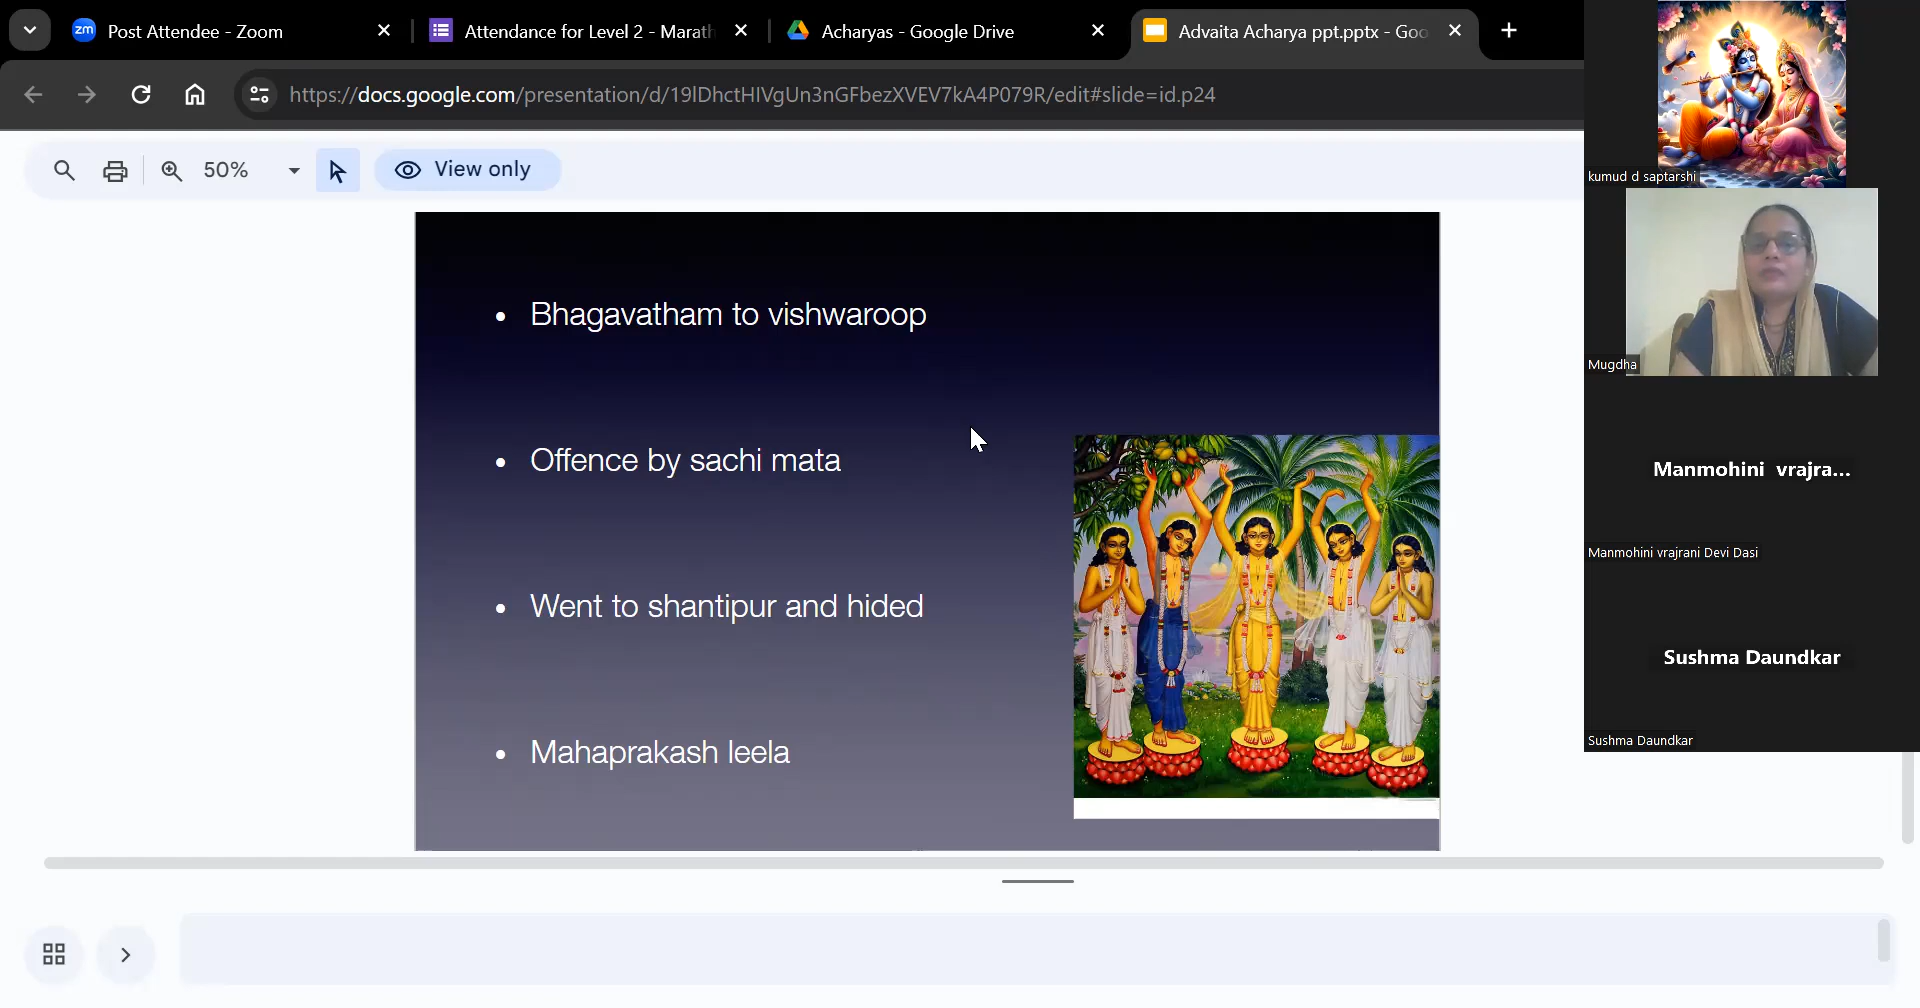 zm Post Attendee - Zoom
Attendance for Level 2 - Marath
Acharyas - Google Drive
Advaita Acharya ppt.pptx - Goo
https://docs.google.com/presentation/d/19lDhctHIVgUn3nGFbezXVEV7kA4P079R/edit#slide=id.p24
50%
View only
• Bhagavatham to vishwaroop
• Offence by sachi mata
• Went to shantipur and hided
• Mahaprakash leela
kumud d saptarshi
Mugdha
Manmohini vrajra...
Manmohini vrajrani Devi Dasi
Sushma Daundkar
Sushma Daundkar